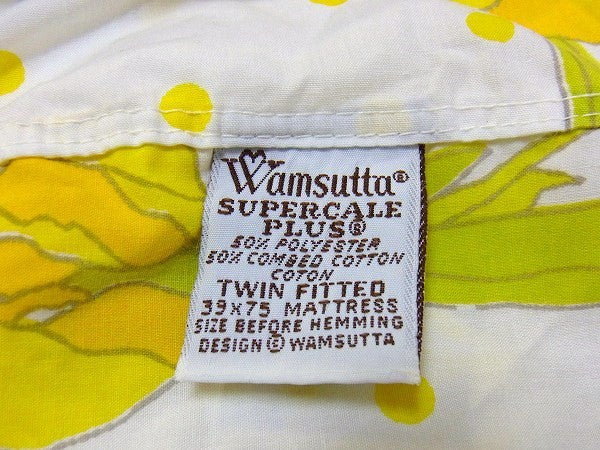 Wamsutta®
SUPERCALE
PLUS®
50% POLYESTER
50% COMBED COTTON
COTON
TWIN FITTED
39x75 MATTRESS
SIZE BEFORE HEMMING
DESIGN © WAMSUTTA